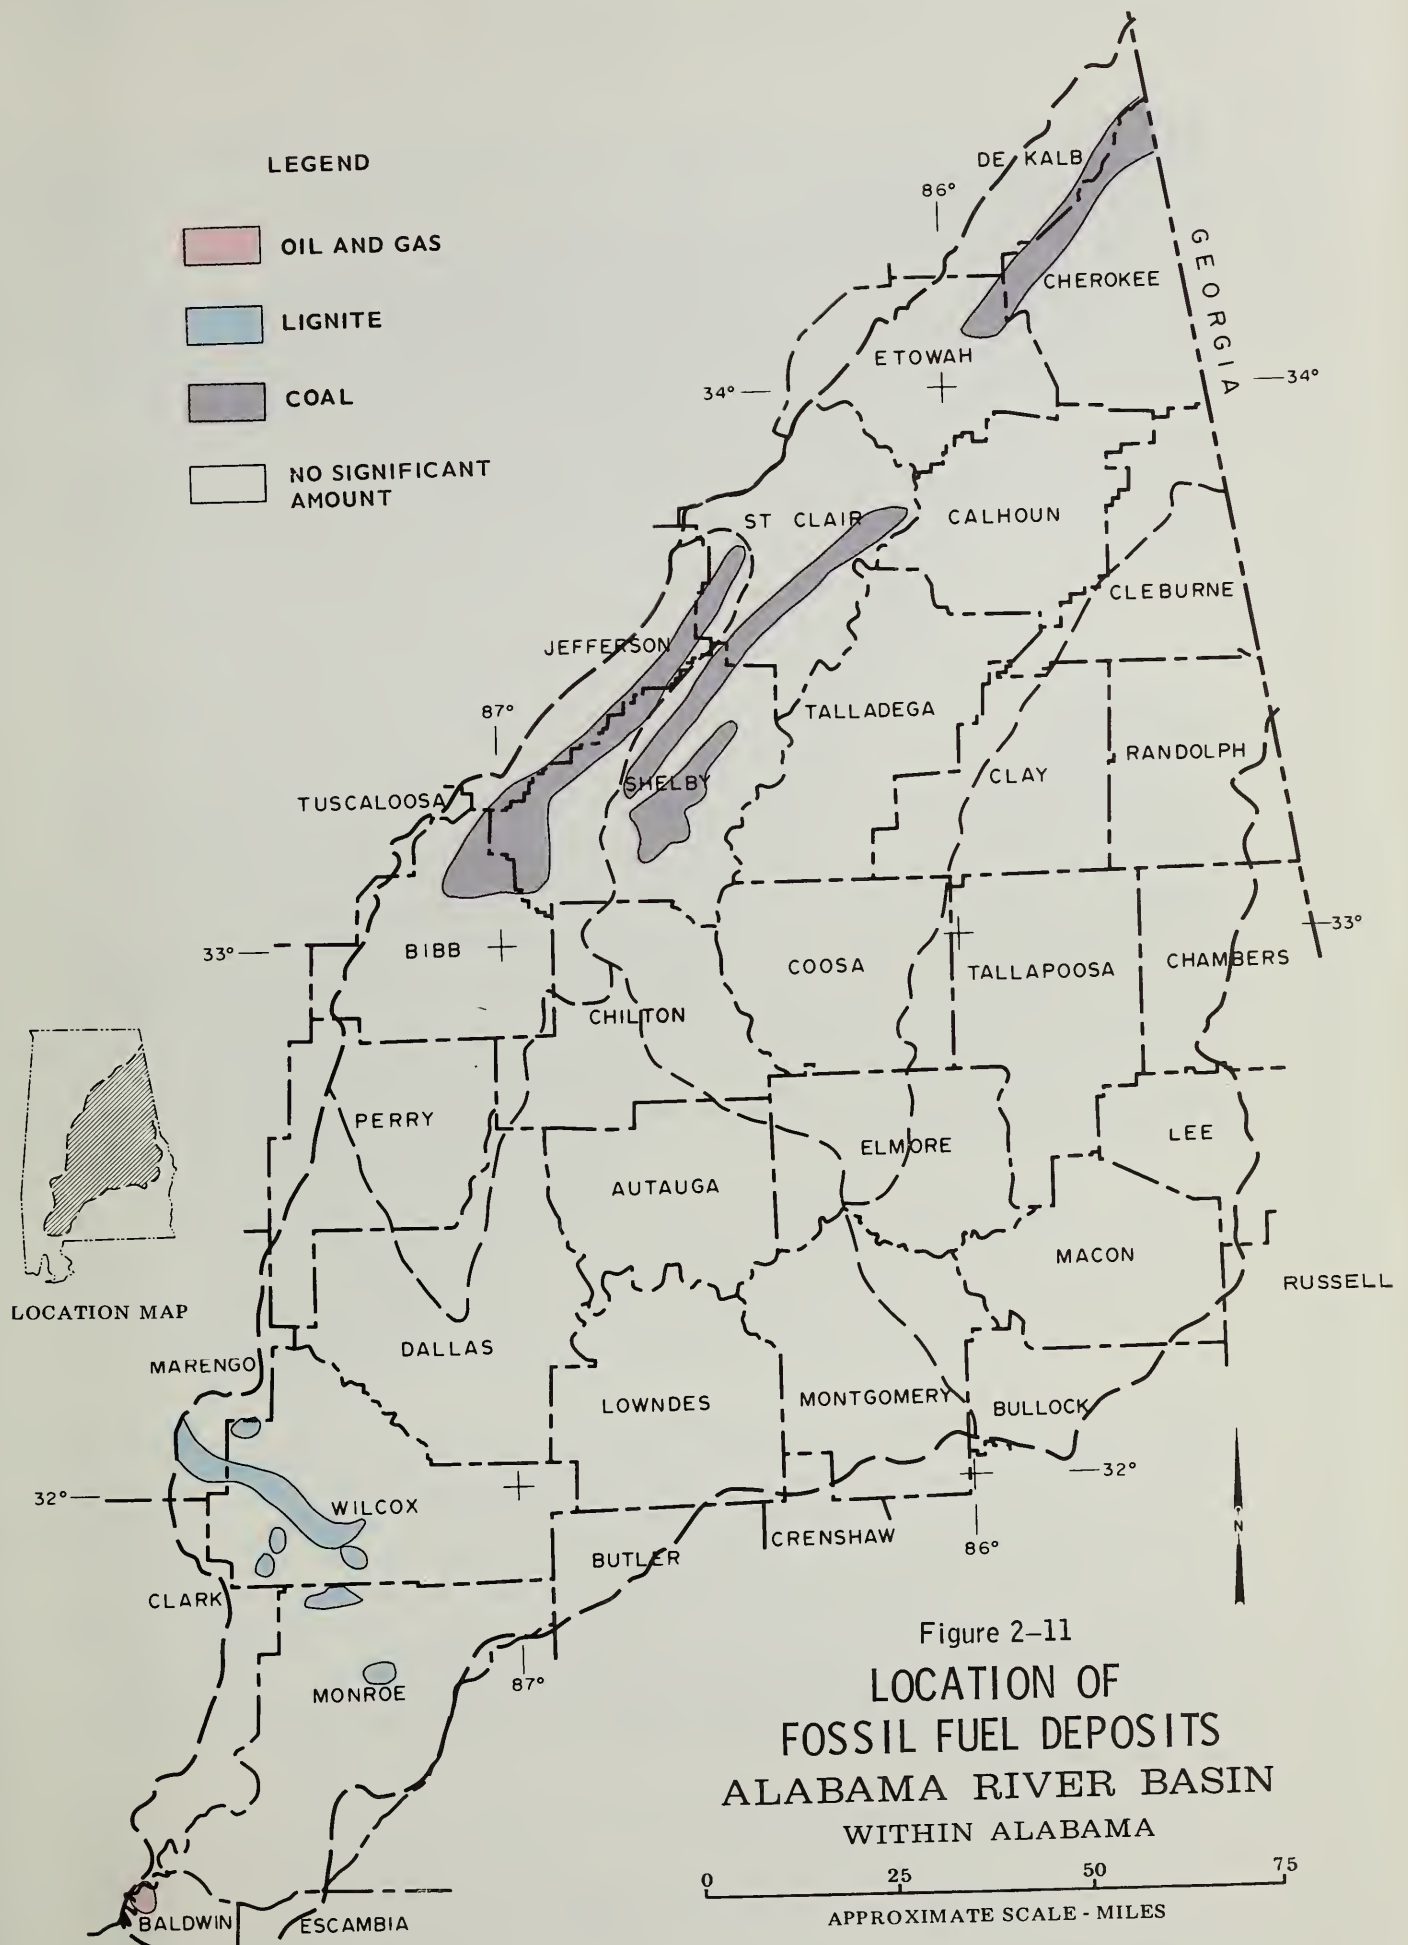 LEGEND
OIL AND GAS
LIGNITE
COAL
NO SIGNIFICANT
AMOUNT
DE KALB
86°
GEORGIA
CHEROKEE
ETOWAH
34°
34°
ST CLAIR
CALHOUN
CLEBURNE
JEFFERSON
87°
TALLADEGA
RANDOLPH
CLAY
SHELBY
TUSCALOOSA
33°
33°
BIBB
COOSA
TALLAPOOSA
CHAMBERS
CHILTON
PERRY
ELMORE
LEE
AUTAUGA
MACON
RUSSELL
LOCATION MAP
DALLAS
MARENGO
LOWNDES
MONTGOMERY
BULLOCK
32°
32°
WILCOX
CRENSHAW
86°
N
BUTLER
CLARK
87°
MONROE
BALDWIN
ESCAMBIA
Figure 2-11
LOCATION OF
FOSSIL FUEL DEPOSITS
ALABAMA RIVER BASIN
WITHIN ALABAMA
0 25 50 75
APPROXIMATE SCALE - MILES